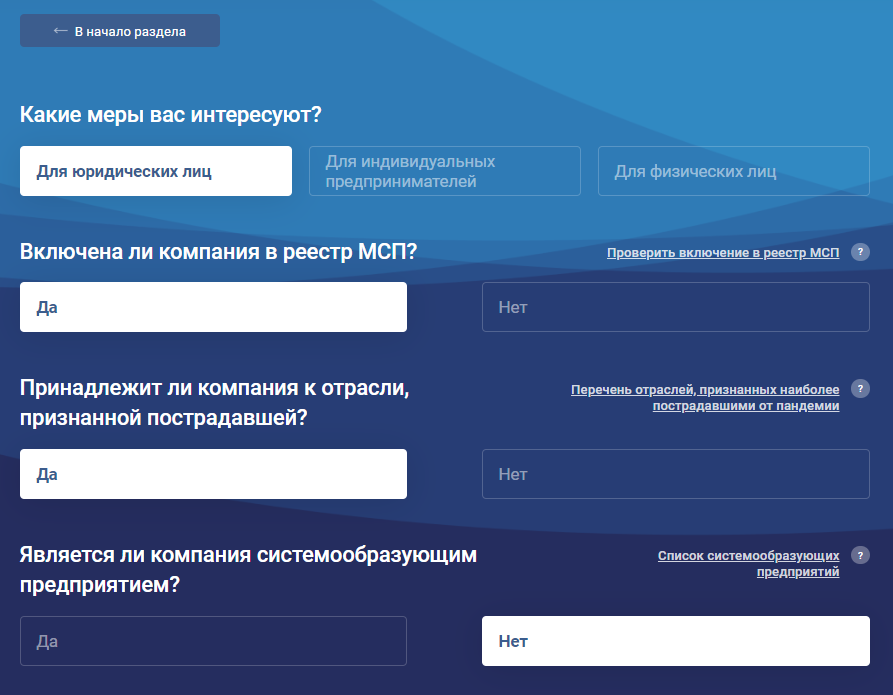 ← В начало раздела
Какие меры вас интересуют?
Для юридических лиц
Для индивидуальных
предпринимателей
Для физических лиц
Включена ли компания в реестр МСП?
Проверить включение в реестр МСП ?
Да
Нет
Принадлежит ли компания к отрасли,
признанной пострадавшей?
Перечень отраслей, признанных наиболее ?
пострадавшими от пандемии
Да
Нет
Является ли компания системообразующим
предприятием?
Список системообразующих ?
предприятий
Да
Нет